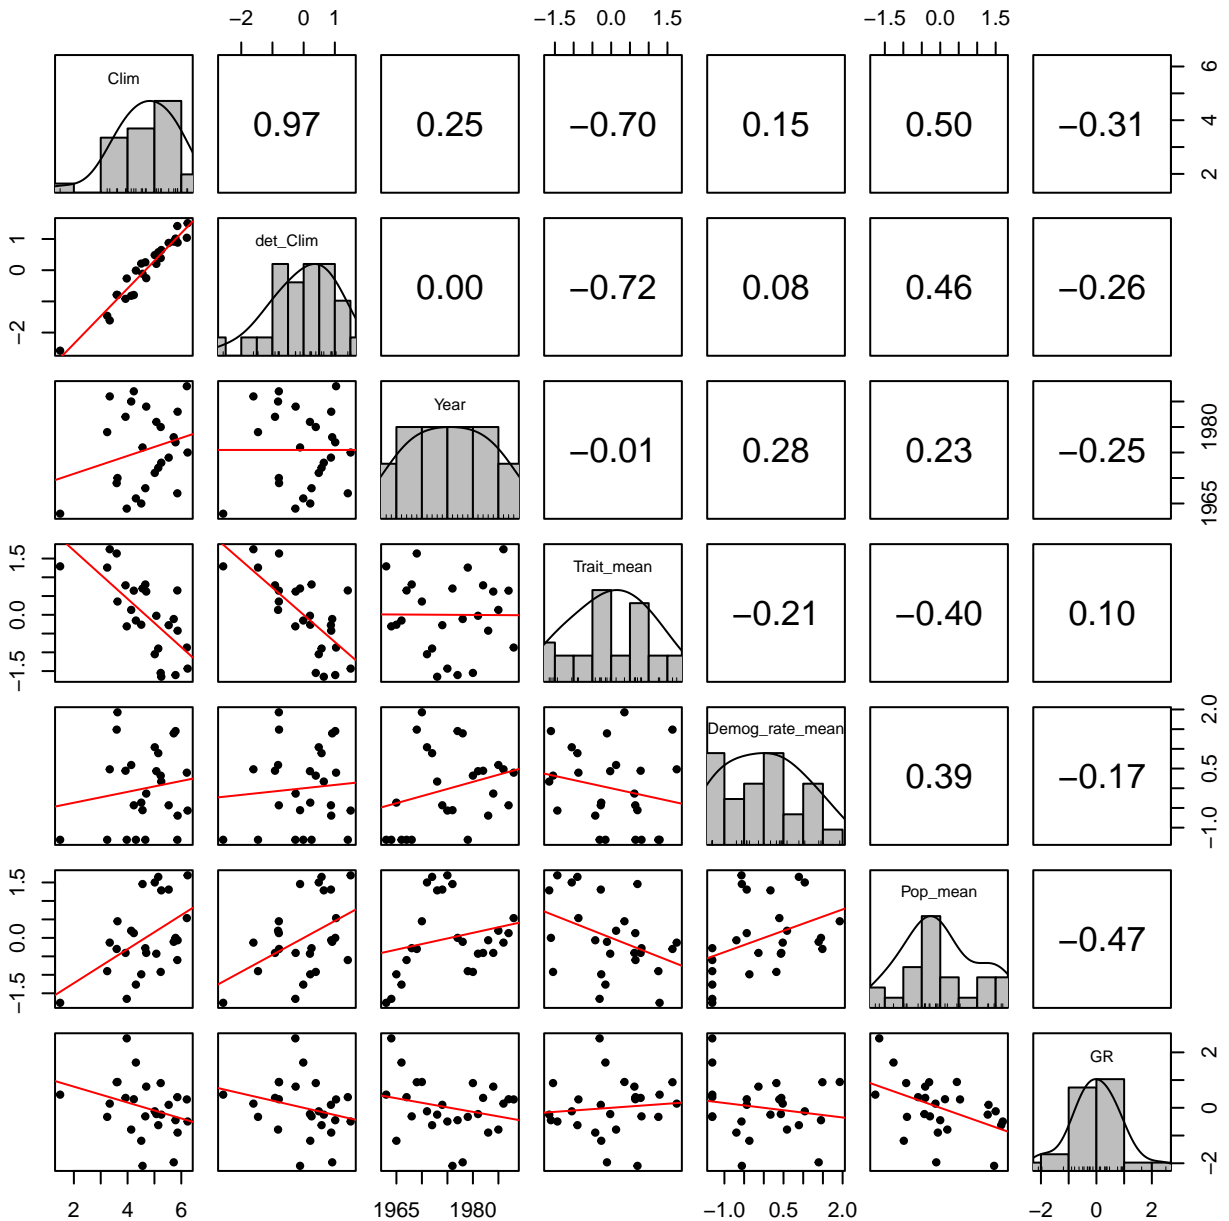 −2 0 1 −1.5 0.0 1.5 −1.5 0.0 1.5
Clim 0.97 0.25 −0.70 0.15 0.50 −0.31 2 4 6
−2 0 1 det_Clim 0.00 −0.72 0.08 0.46 −0.26
Year −0.01 0.28 0.23 −0.25 1965 1980
−1.5 0.0 1.5 Trait_mean −0.21 −0.40 0.10
Demog_rate_mean 0.39 −0.17 −1.0 0.5 2.0
−1.5 0.0 1.5 Pop_mean −0.47
GR −2 0 2
2 4 6 1965 1980 −1.0 0.5 2.0 −2 0 2